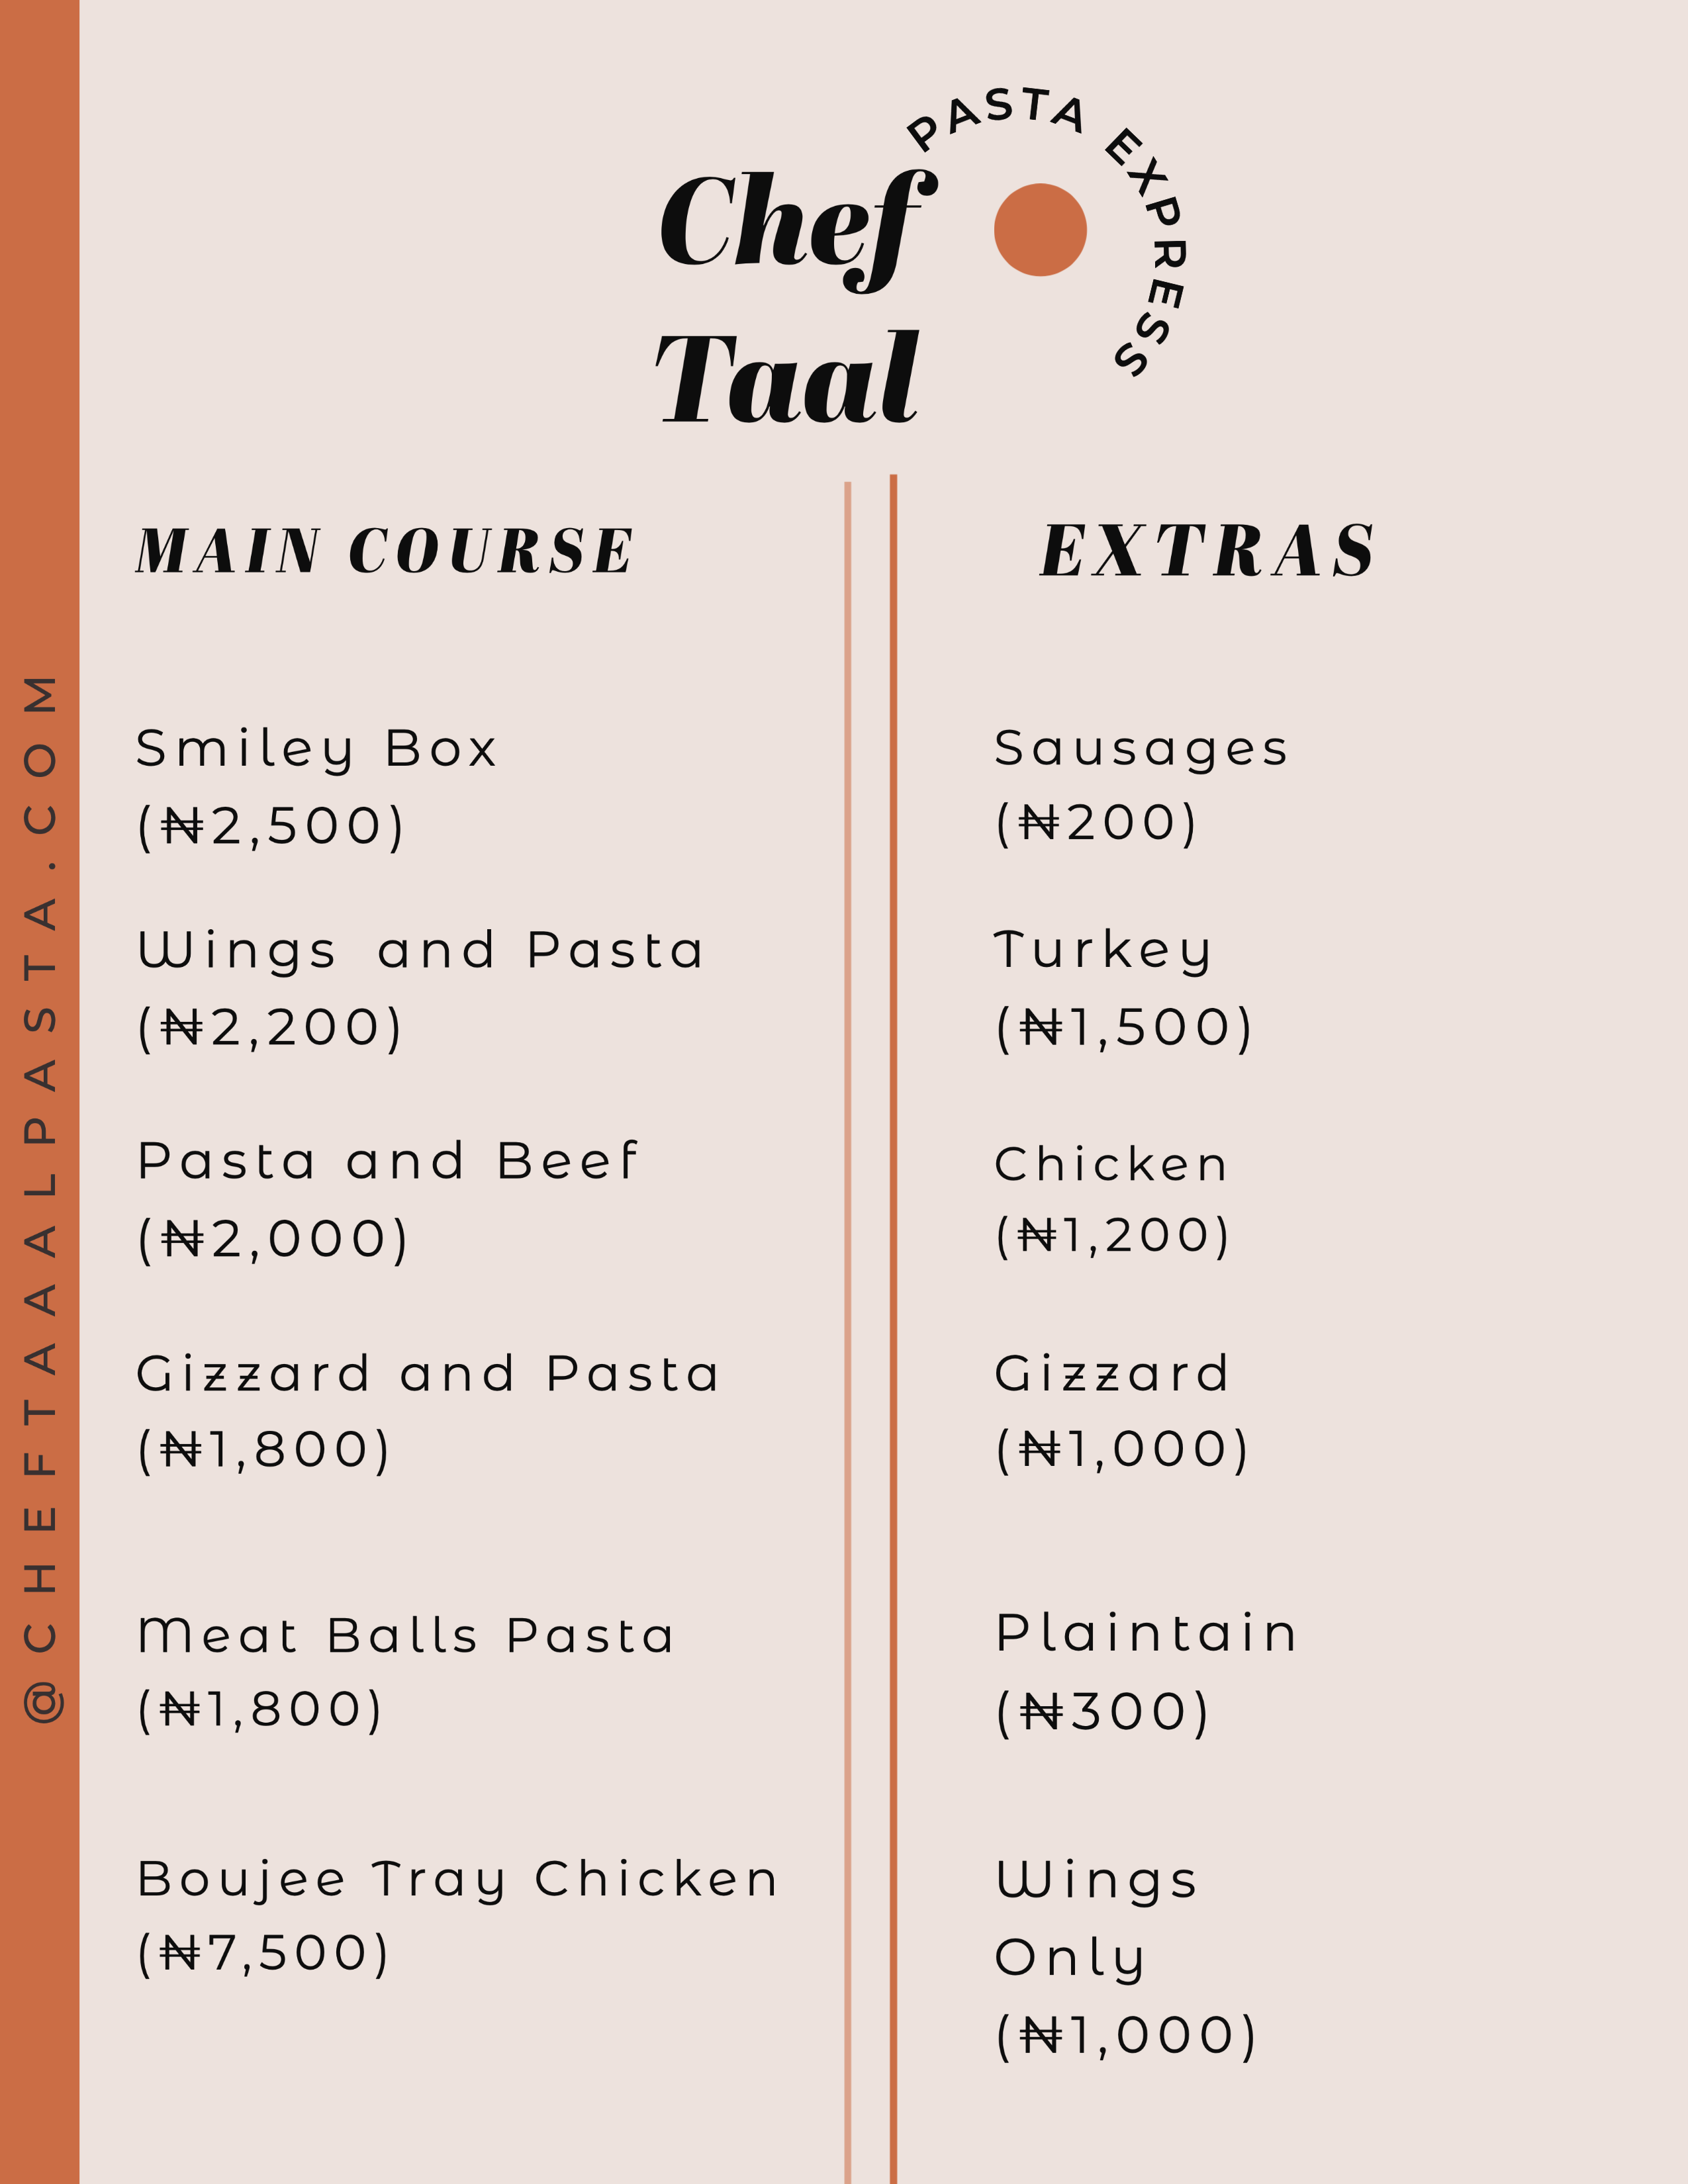 PASTA EXPRESS
Chef
Taal
MAIN COURSE
Smiley Box
(₦2,500)
Wings and Pasta
(₦2,200)
Pasta and Beef
(₦2,000)
Gizzard and Pasta
(₦1,800)
Meat Balls Pasta
(₦1,800)
Boujee Tray Chicken
(₦7,500)
EXTRAS
Sausages
(₦200)
Turkey
(₦1,500)
Chicken
(₦1,200)
Gizzard
(₦1,000)
Plaintain
(₦300)
Wings
Only
(₦1,000)
@CHEFTAAALPASTA.COM